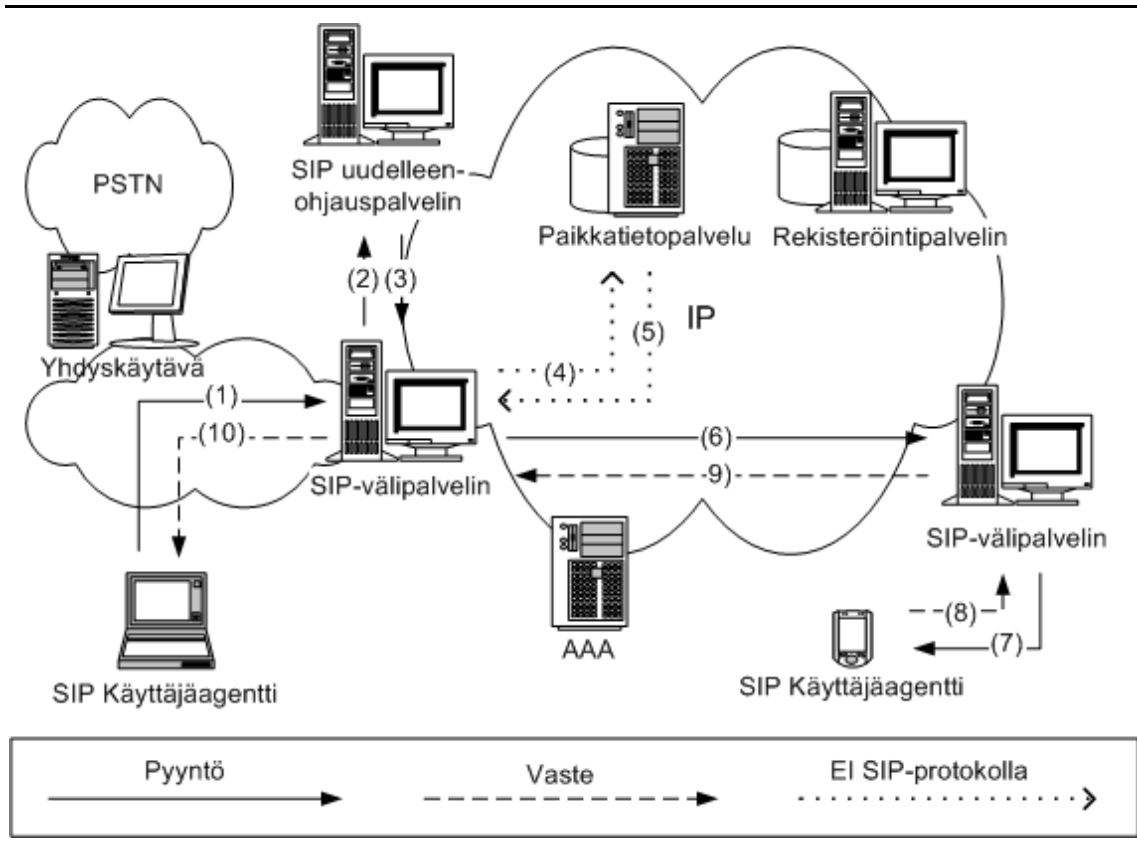 PSTN
SIP uudelleen-
ohjauspalvelin
Paikkatietopalvelu
Rekisteröintipalvelin
(2)
(3)
IP
(5)
Yhdyskäytävä
(4)
(1)
(10)
(6)
9)
SIP-välipalvelin
SIP-välipalvelin
AAA
(8)
(7)
SIP Käyttäjäagentti
SIP Käyttäjäagentti
Pyyntö
Vaste
EI SIP-protokolla